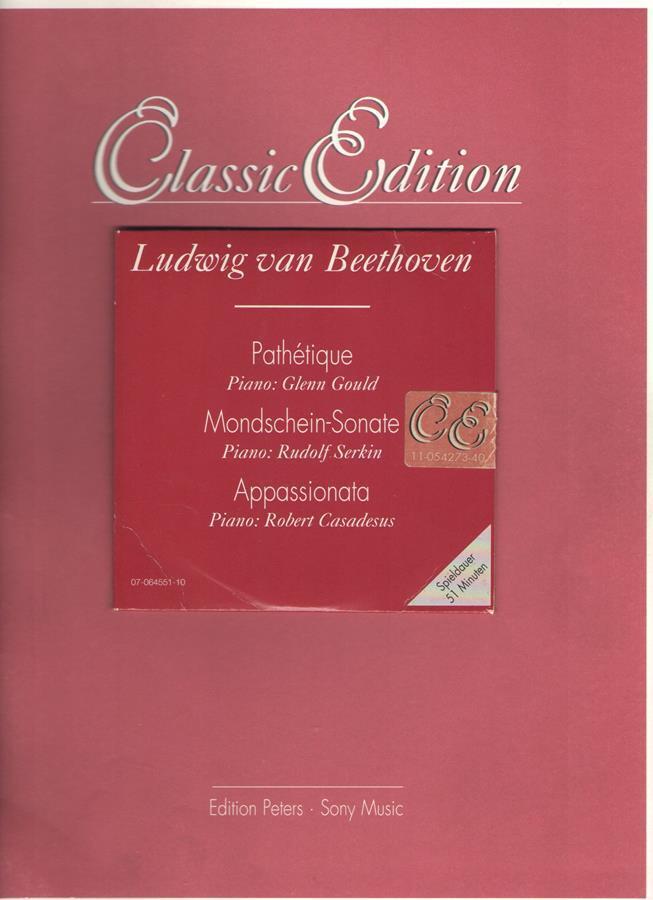 Classic Edition
Ludwig van Beethoven
Pathétique
Piano: Glenn Gould
Mondschein-Sonate
Piano: Rudolf Serkin
Appassionata
Piano: Robert Casadesus
CE
11-054273-40
07-064551-10
Spieldauer
51 Minuten
Edition Peters · Sony Music